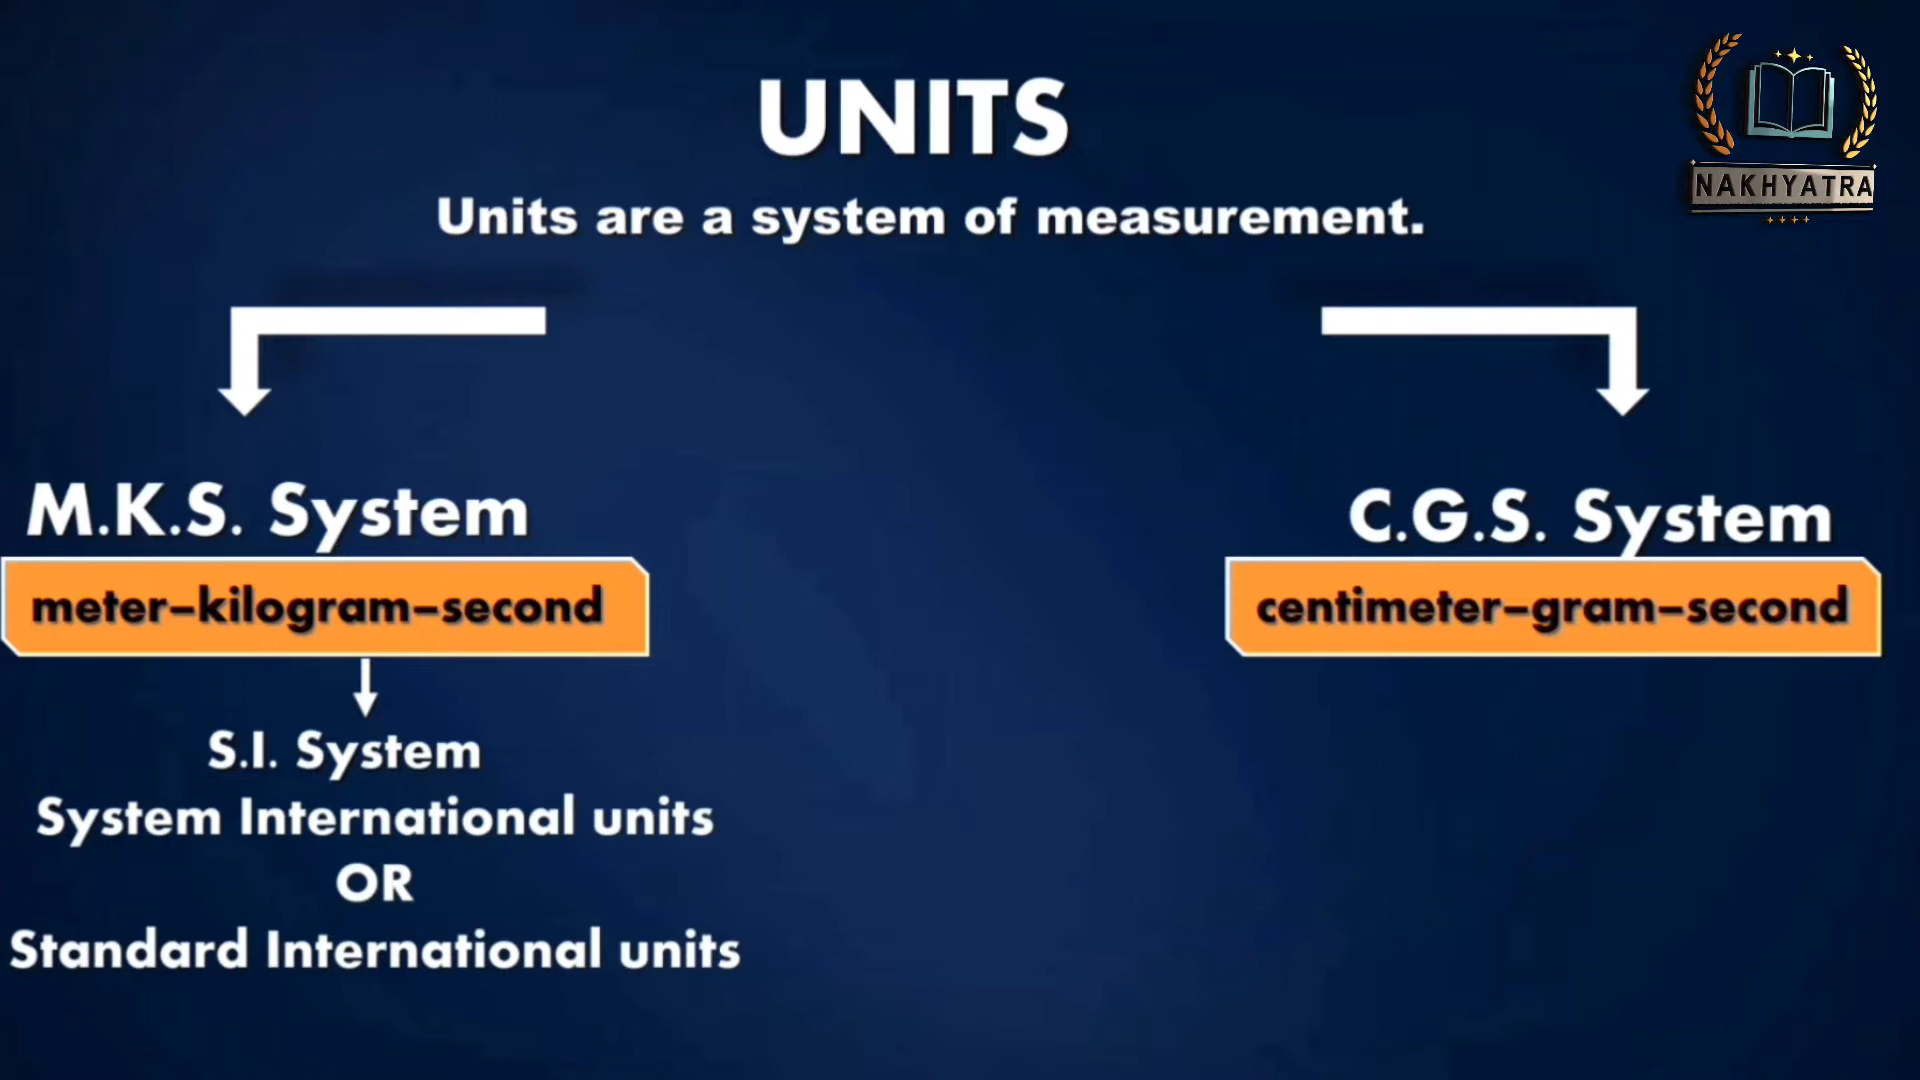 UNITS
NAKHYATRA
Units are a system of measurement.
M.K.S. System
meter–kilogram–second
S.I. System
System International units
OR
Standard International units
C.G.S. System
centimeter–gram–second